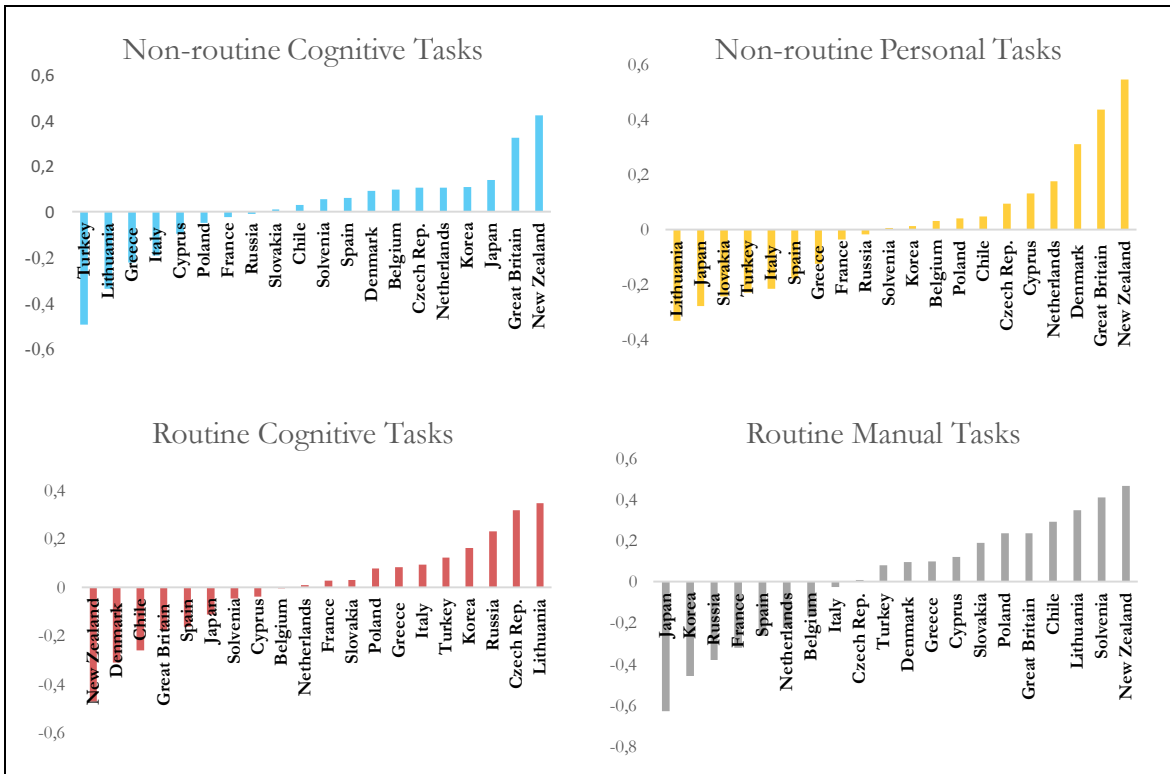 Non-routine Cognitive Tasks
0,6
0,4
0,2
0
-0,2
-0,4
-0,6
Turkey
Lithuania
Greece
Italy
Cyprus
Poland
France
Russia
Slovakia
Chile
Solvenia
Spain
Denmark
Belgium
Czech Rep.
Netherlands
Korea
Japan
Great Britain
New Zealand
Non-routine Personal Tasks
0,6
0,4
0,2
0
-0,2
-0,4
Lithuania
Japan
Slovakia
Turkey
Italy
Spain
Greece
France
Russia
Solvenia
Korea
Belgium
Poland
Chile
Czech Rep.
Cyprus
Netherlands
Denmark
Great Britain
New Zealand
Routine Cognitive Tasks
0,4
0,2
0
-0,2
-0,4
-0,6
New Zealand
Denmark
Chile
Great Britain
Spain
Japan
Solvenia
Cyprus
Belgium
Netherlands
France
Slovakia
Poland
Greece
Italy
Turkey
Korea
Russia
Czech Rep.
Lithuania
Routine Manual Tasks
0,6
0,4
0,2
0
-0,2
-0,4
-0,6
-0,8
Japan
Korea
Russia
France
Spain
Netherlands
Belgium
Italy
Czech Rep.
Turkey
Denmark
Greece
Cyprus
Slovakia
Poland
Great Britain
Chile
Lithuania
Solvenia
New Zealand